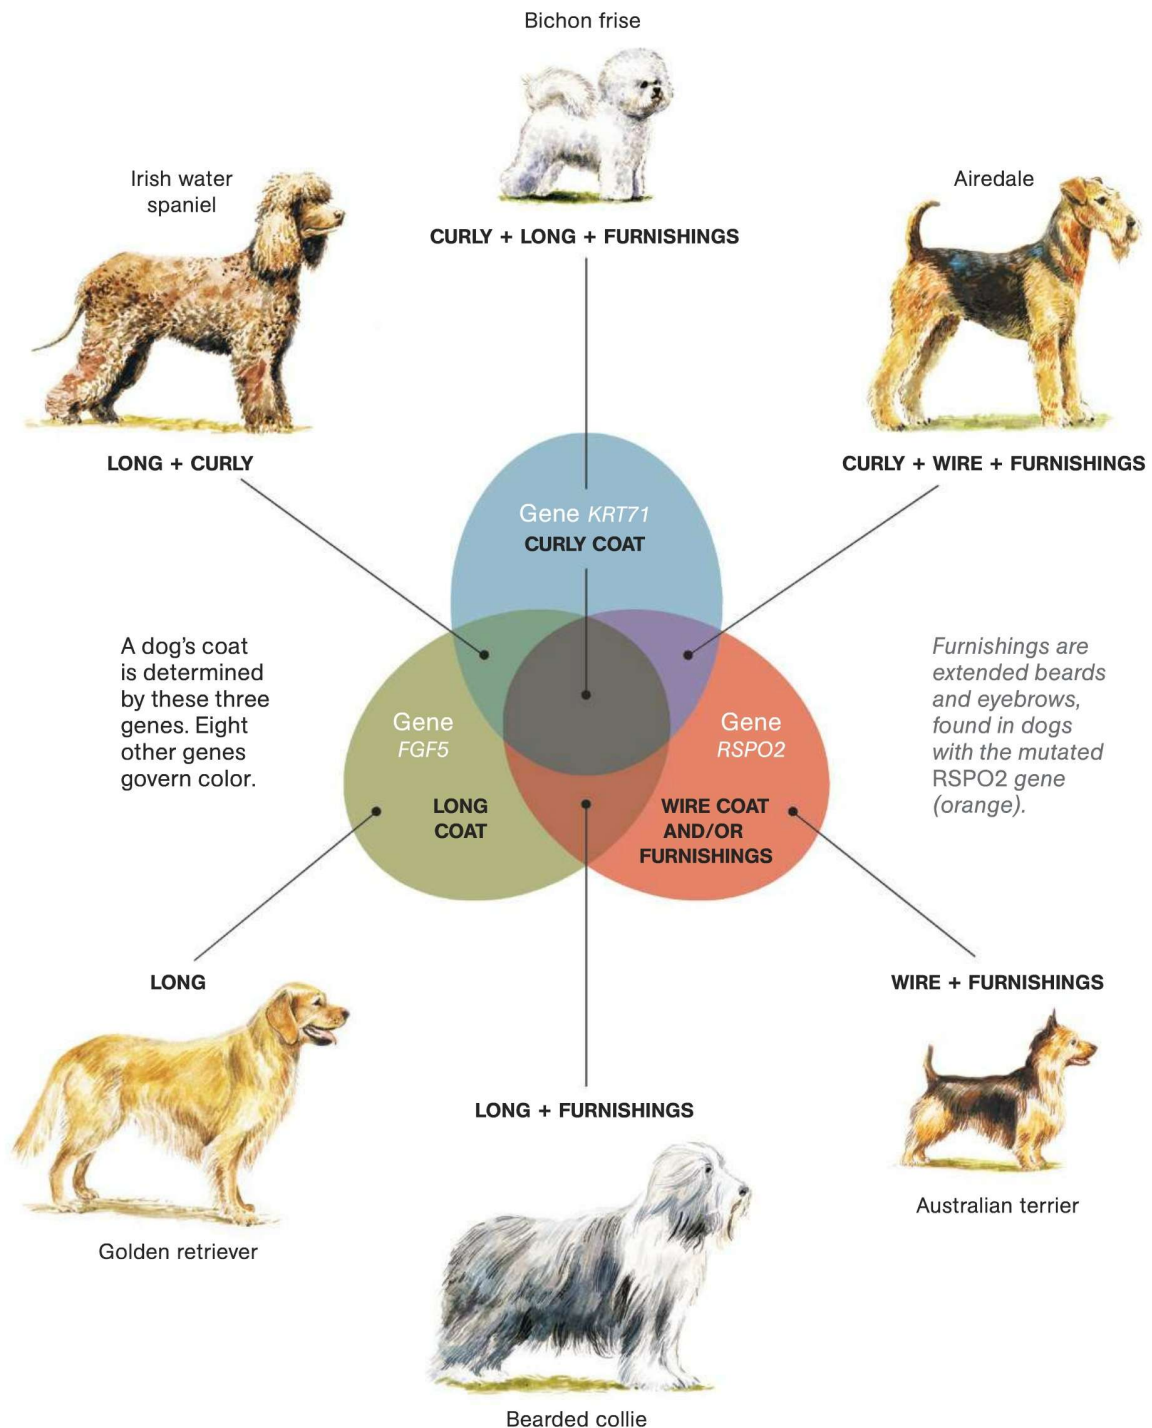 Bichon frise
CURLY + LONG + FURNISHINGS
Irish water
spaniel
LONG + CURLY
Airedale
CURLY + WIRE + FURNISHINGS
Gene KRT71
CURLY COAT
A dog’s coat
is determined
by these three
genes. Eight
other genes
govern color.
Gene
FGF5
LONG
COAT
Gene
RSPO2
WIRE COAT
AND/OR
FURNISHINGS
Furnishings are
extended beards
and eyebrows,
found in dogs
with the mutated
RSPO2 gene
(orange).
LONG
Golden retriever
LONG + FURNISHINGS
Bearded collie
WIRE + FURNISHINGS
Australian terrier